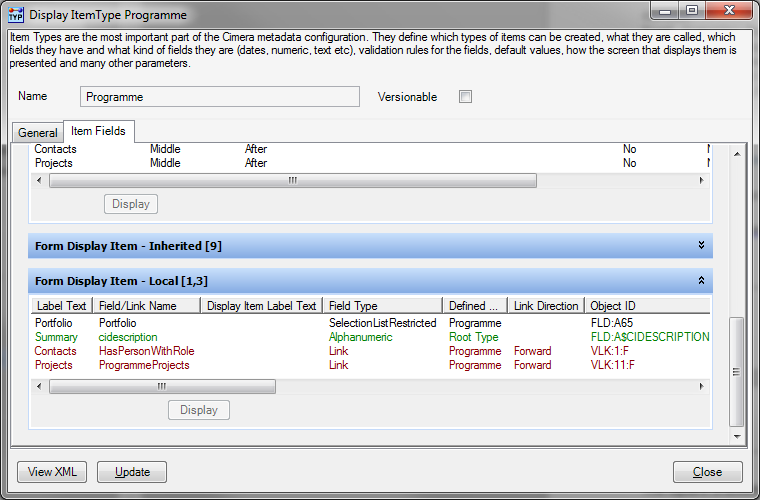 Display ItemType Programme
Item Types are the most important part of the Cimera metadata configuration. They define which types of items can be created, what they are called, which
fields they have and what kind of fields they are (dates, numeric, text etc), validation rules for the fields, default values, how the screen that displays them is
presented and many other parameters.
Name Programme Versionable
General Item Fields
Contacts Middle After No
Projects Middle After No
Display
Form Display Item - Inherited [9]
Form Display Item - Local [1,3]
Label Text Field/Link Name Display Item Label Text Field Type Defined ... Link Direction Object ID
Portfolio Portfolio SelectionListRestricted Programme FLD:A65
Summary cidescription Alphanumeric Root Type FLD:A$CIDESCRIPTION
Contacts HasPersonWithRole Link Programme Forward VLK:1:F
Projects ProgrammeProjects Link Programme Forward VLK:11:F
Display
View XML Update Close